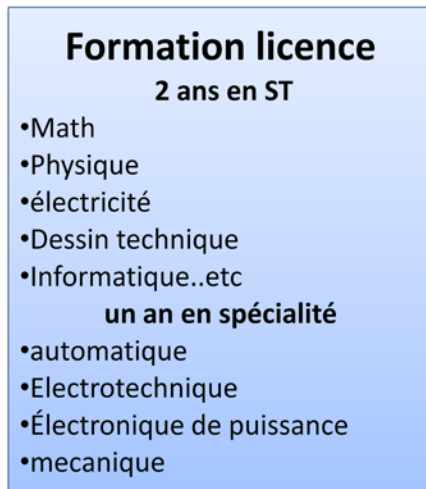 Formation licence
2 ans en ST
•Math
•Physique
•électricité
•Dessin technique
•Informatique..etc
un an en spécialité
•automatique
•Electrotechnique
•Électronique de puissance
•mecanique